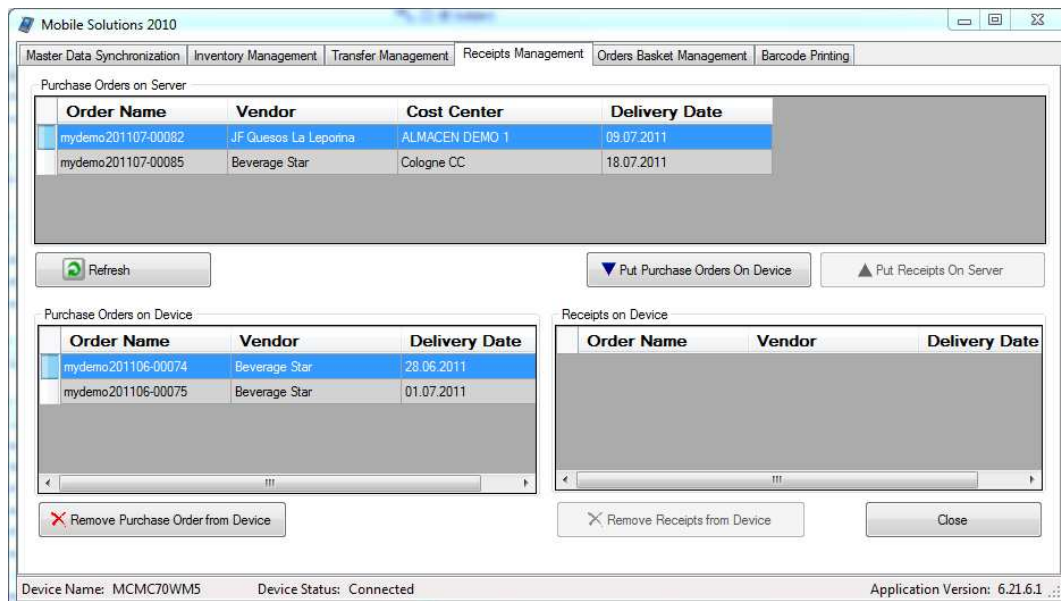 Mobile Solutions 2010
Master Data Synchronization Inventory Management Transfer Management Receipts Management Orders Basket Management Barcode Printing
Purchase Orders on Server
Order Name Vendor Cost Center Delivery Date
mydemo201107-00082 JF Quesos La Leporina ALMACEN DEMO 1 09.07.2011
mydemo201107-00085 Beverage Star Cologne CC 18.07.2011
Refresh Put Purchase Orders On Device Put Receipts On Server
Purchase Orders on Device Receipts on Device
Order Name Vendor Delivery Date Order Name Vendor Delivery Date
mydemo201106-00074 Beverage Star 28.06.2011
mydemo201106-00075 Beverage Star 01.07.2011
Remove Purchase Order from Device Remove Receipts from Device Close
Device Name: MCMC70WM5 Device Status: Connected Application Version: 6.21.6.1